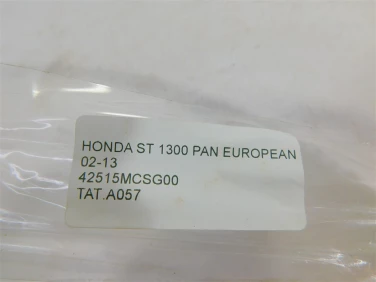 HONDA ST 1300 PAN EUROPEAN
02-13
42515MCSG00
TAT.A057